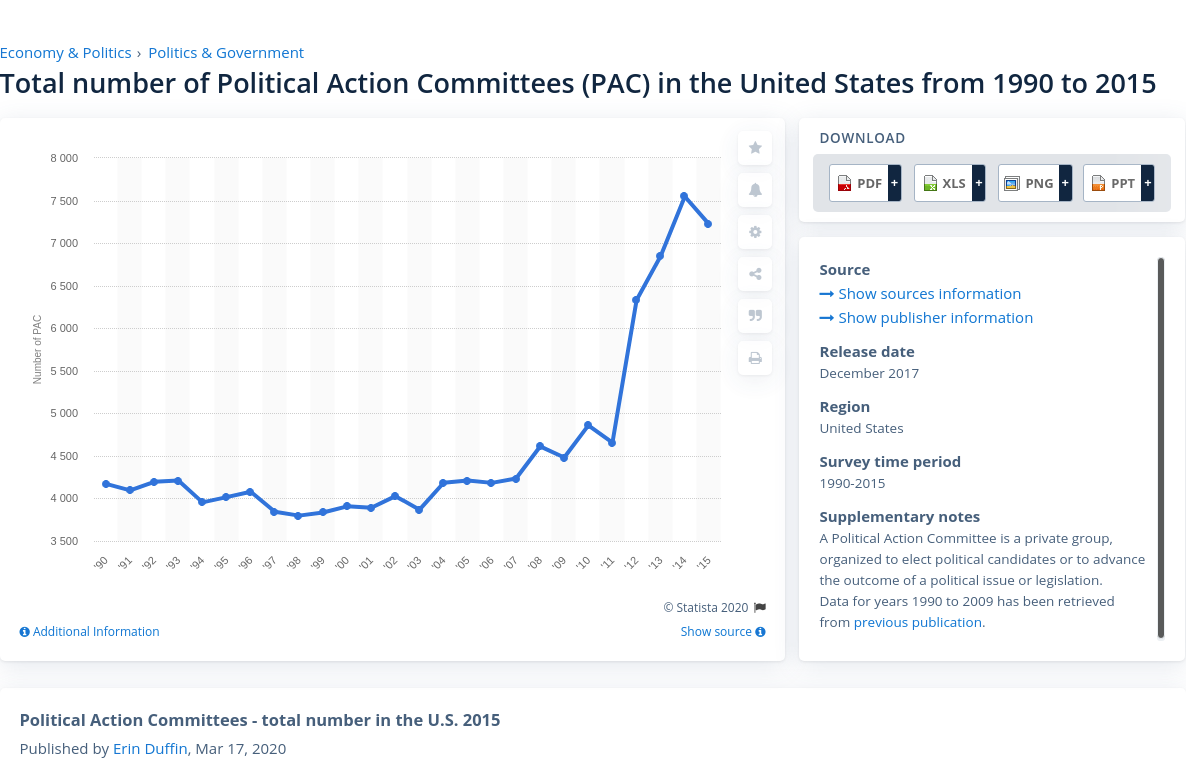 Economy & Politics › Politics & Government
Total number of Political Action Committees (PAC) in the United States from 1990 to 2015
8 000
7 500
7 000
6 500
6 000
5 500
5 000
4 500
4 000
3 500
Number of PAC
'90 '91 '92 '93 '94 '95 '96 '97 '98 '99 '00 '01 '02 '03 '04 '05 '06 '07 '08 '09 '10 '11 '12 '13 '14 '15
© Statista 2020
Additional Information
Show source
DOWNLOAD
PDF + XLS + PNG + PPT +
Source
Show sources information
Show publisher information
Release date
December 2017
Region
United States
Survey time period
1990-2015
Supplementary notes
A Political Action Committee is a private group,
organized to elect political candidates or to advance
the outcome of a political issue or legislation.
Data for years 1990 to 2009 has been retrieved
from previous publication.
Political Action Committees - total number in the U.S. 2015
Published by Erin Duffin, Mar 17, 2020